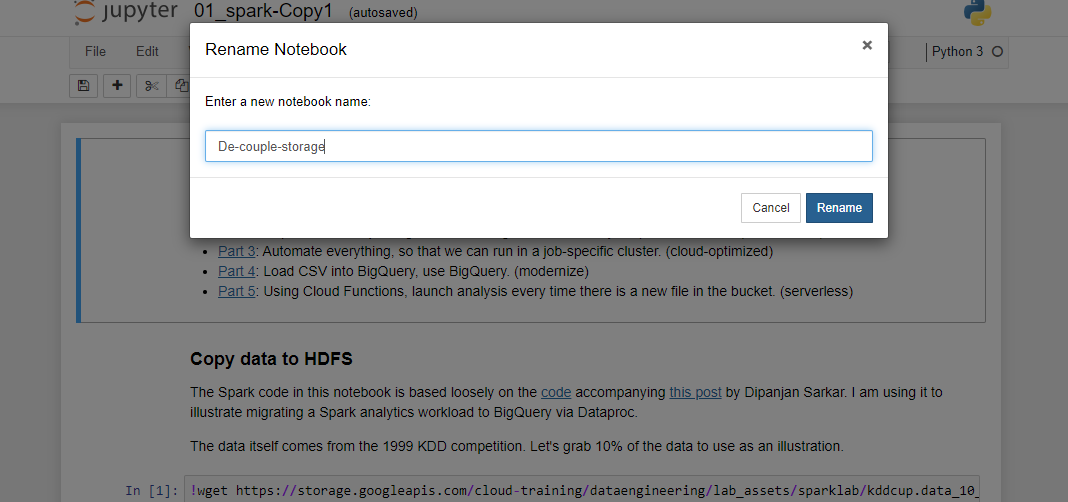 jupyter 01_spark-Copy1 (autosaved)
Rename Notebook ×
File Edit Python 3
Enter a new notebook name:
De-couple-storage
Cancel Rename
Part 3: Automate everything, so that we can run in a job-specific cluster. (cloud-optimized)
Part 4: Load CSV into BigQuery, use BigQuery. (modernize)
Part 5: Using Cloud Functions, launch analysis every time there is a new file in the bucket. (serverless)
Copy data to HDFS
The Spark code in this notebook is based loosely on the code accompanying this post by Dipanjan Sarkar. I am using it to
illustrate migrating a Spark analytics workload to BigQuery via Dataproc.
The data itself comes from the 1999 KDD competition. Let's grab 10% of the data to use as an illustration.
In [1]: !wget https://storage.googleapis.com/cloud-training/dataengineering/lab_assets/sparklab/kddcup.data_10_